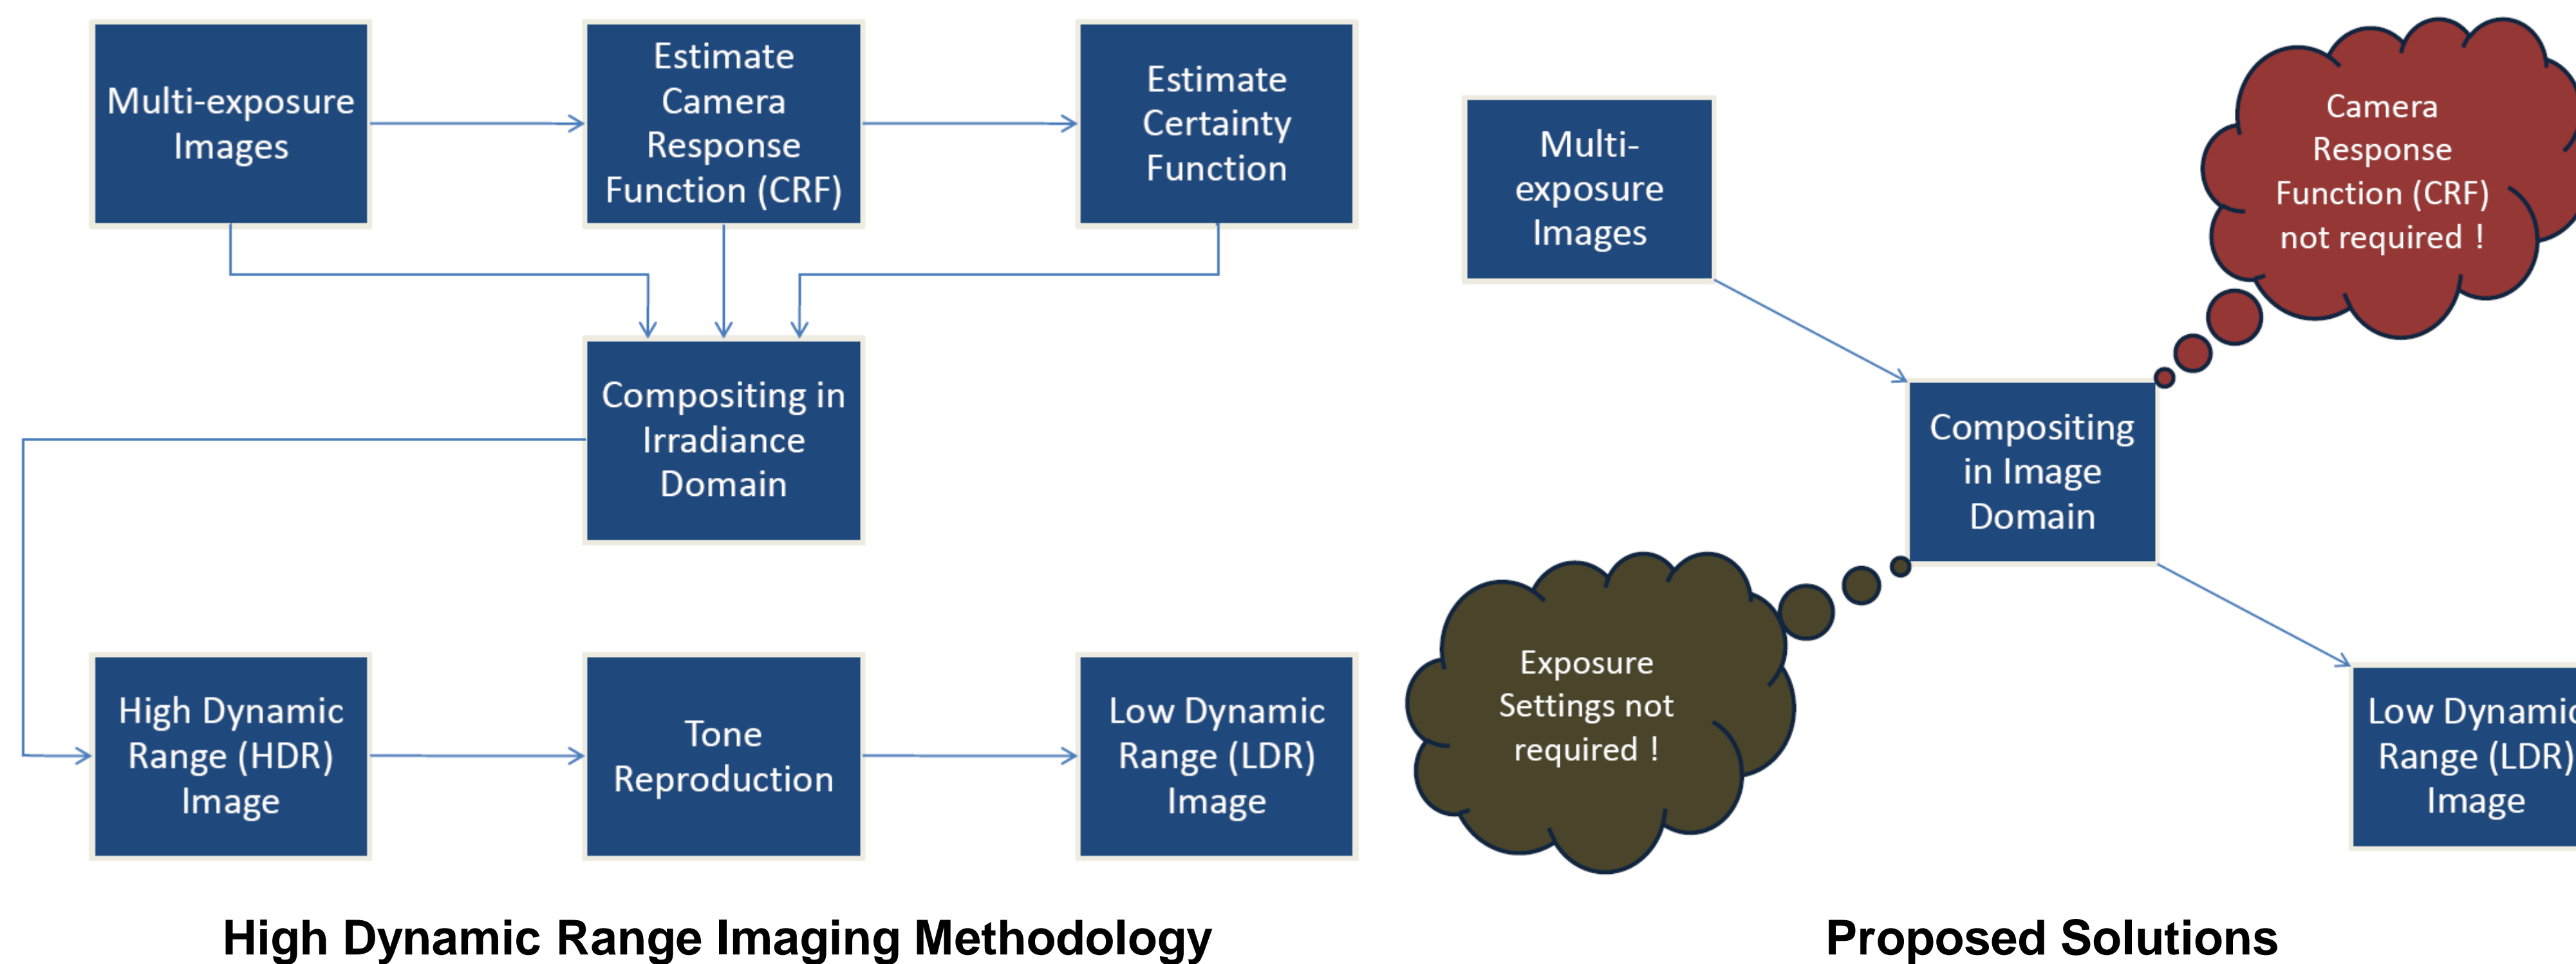 Multi-exposure
Images
Estimate
Camera
Response
Function (CRF)
Estimate
Certainty
Function
Compositing in
Irradiance
Domain
High Dynamic
Range (HDR)
Image
Tone
Reproduction
Low Dynamic
Range (LDR)
Image
High Dynamic Range Imaging Methodology
Multi-
exposure
Images
Camera
Response
Function (CRF)
not required !
Compositing
in Image
Domain
Exposure
Settings not
required !
Low Dynamic
Range (LDR)
Image
Proposed Solutions